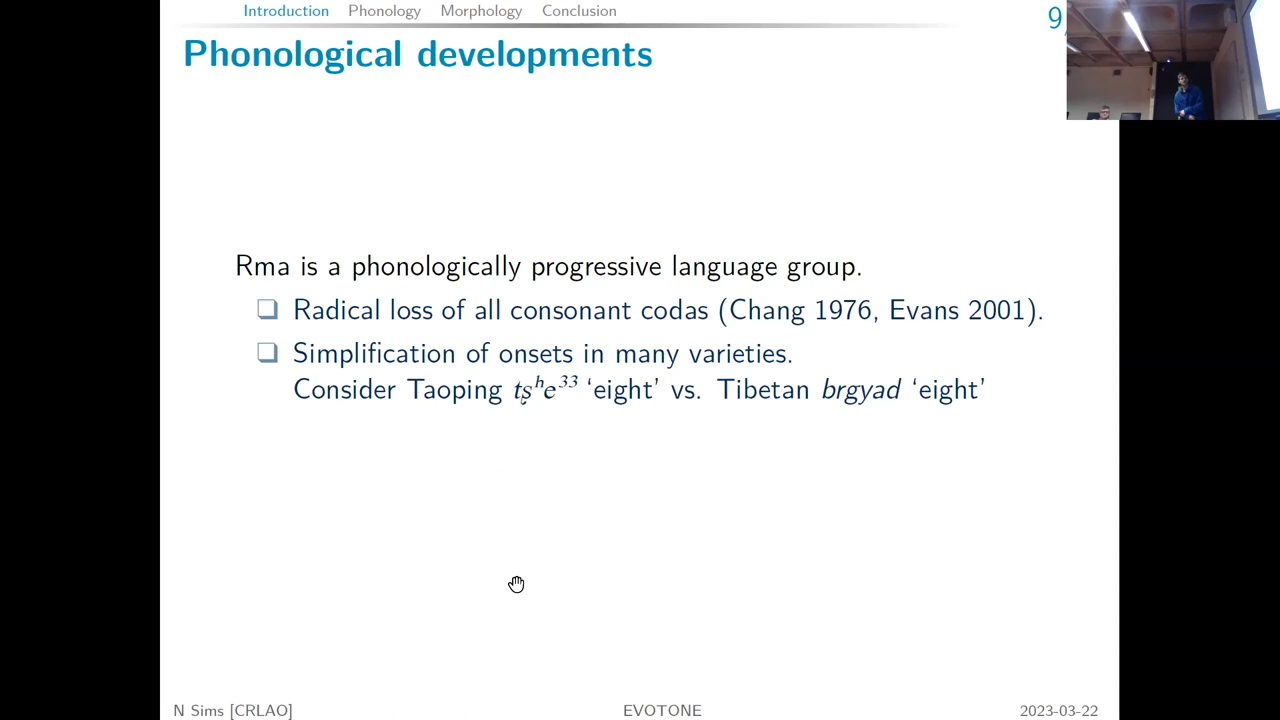 Introduction Phonology Morphology Conclusion
9
Phonological developments
Rma is a phonologically progressive language group.
❑ Radical loss of all consonant codas (Chang 1976, Evans 2001).
❑ Simplification of onsets in many varieties.
Consider Taoping tʂʰe³³ ‘eight’ vs. Tibetan brgyad ‘eight’
N Sims [CRLAO] EVOTONE 2023-03-22